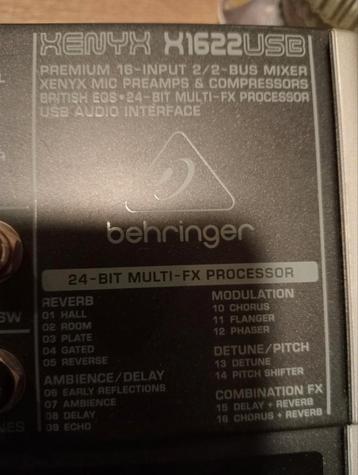 XENYX X1622USB
PREMIUM 16-INPUT 2/2-BUS MIXER
XENYX MIC PREAMPS & COMPRESSORS
BRITISH EQS • 24-BIT MULTI-FX PROCESSOR
USB AUDIO INTERFACE
behringer
24-BIT MULTI-FX PROCESSOR
REVERB
01 HALL
02 ROOM
03 PLATE
04 GATED
05 REVERSE
AMBIENCE/DELAY
06 EARLY REFLECTIONS
07 AMBIENCE
08 DELAY
09 ECHO
MODULATION
10 CHORUS
11 FLANGER
12 PHASER
DETUNE/PITCH
13 DETUNE
14 PITCH SHIFTER
COMBINATION FX
15 DELAY + REVERB
16 CHORUS + REVERB